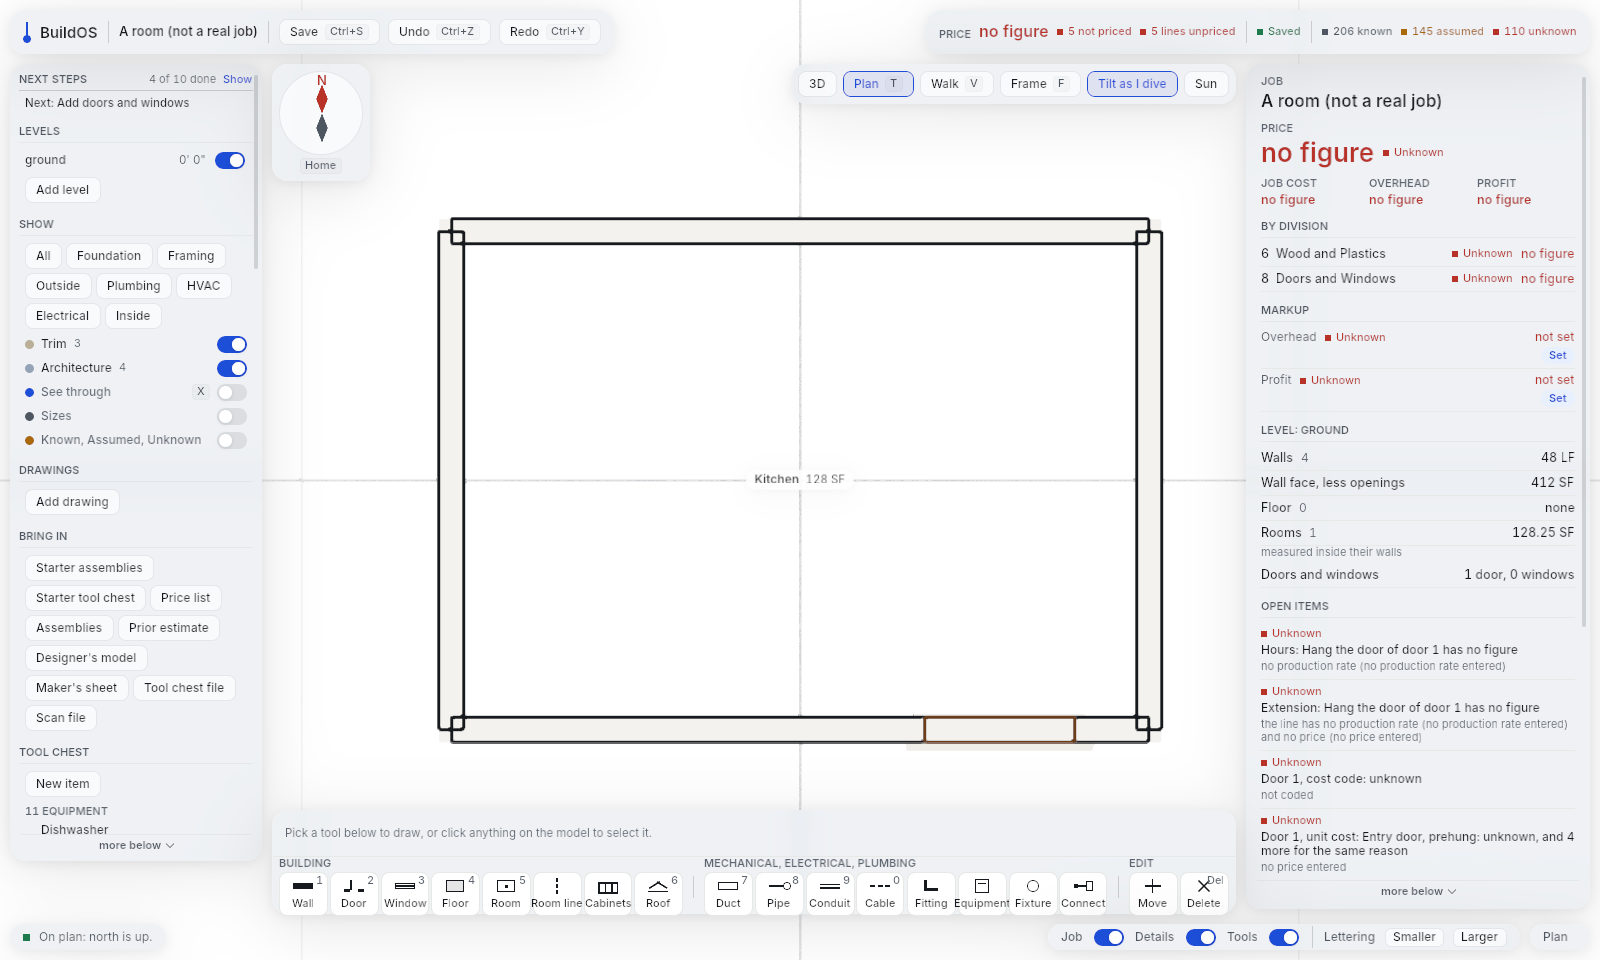 BuildOS A room (not a real job) Save Ctrl+S Undo Ctrl+Z Redo Ctrl+Y
PRICE no figure 5 not priced 5 lines unpriced Saved 206 known 145 assumed 110 unknown
NEXT STEPS 4 of 10 done Show
Next: Add doors and windows
LEVELS
ground 0' 0"
Add level
SHOW
All Foundation Framing
Outside Plumbing HVAC
Electrical Inside
Trim 3
Architecture 4
See through X
Sizes
Known, Assumed, Unknown
DRAWINGS
Add drawing
BRING IN
Starter assemblies
Starter tool chest Price list
Assemblies Prior estimate
Designer's model
Maker's sheet Tool chest file
Scan file
TOOL CHEST
New item
11 EQUIPMENT
Dishwasher
more below
N
Home
3D Plan T Walk V Frame F Tilt as I dive Sun
Kitchen 128 SF
JOB
A room (not a real job)
PRICE
no figure Unknown
JOB COST OVERHEAD PROFIT
no figure no figure no figure
BY DIVISION
6 Wood and Plastics Unknown no figure
8 Doors and Windows Unknown no figure
MARKUP
Overhead Unknown not set
Set
Profit Unknown not set
Set
LEVEL: GROUND
Walls 4 48 LF
Wall face, less openings 412 SF
Floor 0 none
Rooms 1 128.25 SF
measured inside their walls
Doors and windows 1 door, 0 windows
OPEN ITEMS
Unknown
Hours: Hang the door of door 1 has no figure
no production rate (no production rate entered)
Unknown
Extension: Hang the door of door 1 has no figure
the line has no production rate (no production rate entered)
and no price (no price entered)
Unknown
Door 1, cost code: unknown
not coded
Unknown
Door 1, unit cost: Entry door, prehung: unknown, and 4
more for the same reason
no price entered
more below
Pick a tool below to draw, or click anything on the model to select it.
BUILDING MECHANICAL, ELECTRICAL, PLUMBING EDIT
1 2 3 4 5 6 7 8 9 0 Del
Wall Door Window Floor Room Room line Cabinets Roof Duct Pipe Conduit Cable Fitting Equipment Fixture Connect Move Delete
On plan: north is up.
Job Details Tools Lettering Smaller Larger Plan